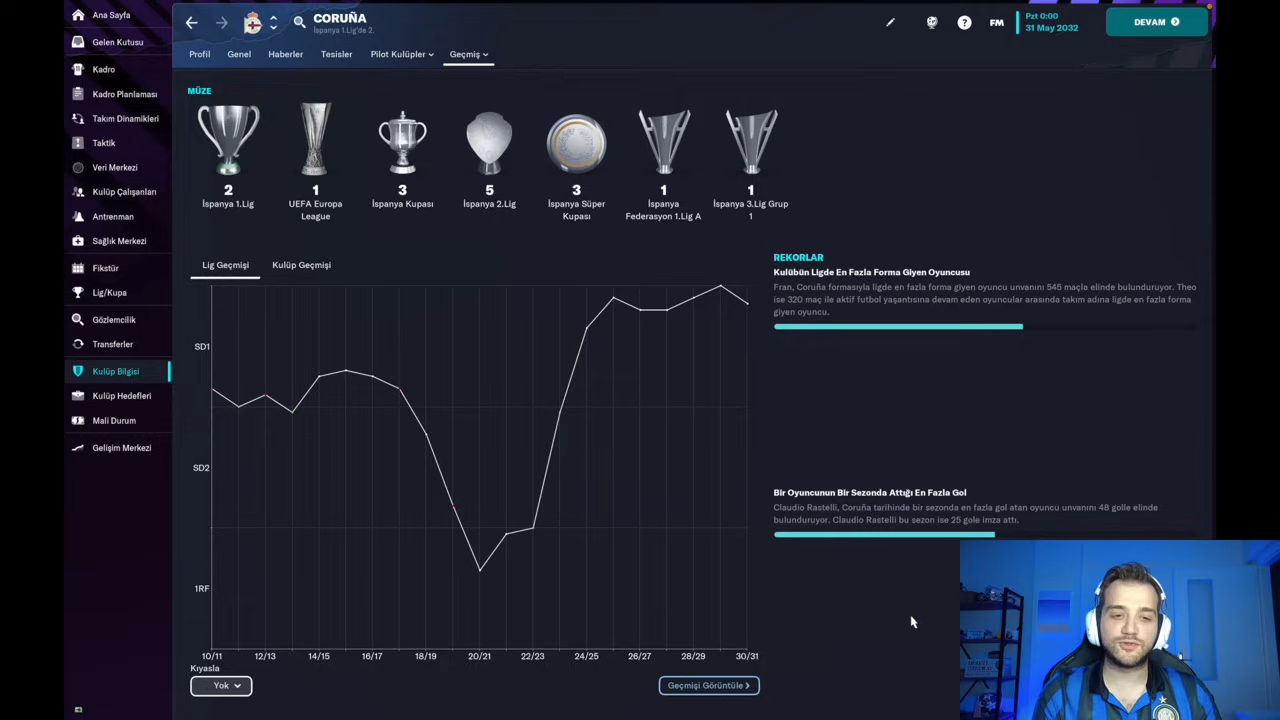 Ana Sayfa
Gelen Kutusu
Kadro
Kadro Planlaması
Takım Dinamikleri
Taktik
Veri Merkezi
Kulüp Çalışanları
Antrenman
Sağlık Merkezi
Fikstür
Lig/Kupa
Gözlemcilik
Transferler
Kulüp Bilgisi
Kulüp Hedefleri
Mali Durum
Gelişim Merkezi
CORUÑA
İspanya 1.Lig'de 2.
FM
Pzt 0:00
31 May 2032
DEVAM
Profil
Genel
Haberler
Tesisler
Pilot Kulüpler
Geçmiş
MÜZE
2
İspanya 1.Lig
1
UEFA Europa
League
3
İspanya Kupası
5
İspanya 2.Lig
3
İspanya Süper
Kupası
1
İspanya
Federasyon 1.Lig A
1
İspanya 3.Lig Grup
1
Lig Geçmişi
Kulüp Geçmişi
SD1
SD2
1RF
10/11
12/13
14/15
16/17
18/19
20/21
22/23
24/25
26/27
28/29
30/31
Kıyasla
Yok
Geçmişi Görüntüle
REKORLAR
Kulübün Ligde En Fazla Forma Giyen Oyuncusu
Fran, Coruña formasıyla ligde en fazla forma giyen oyuncu unvanını 545 maçla elinde bulunduruyor. Theo
ise 320 maç ile aktif futbol yaşantısına devam eden oyuncular arasında takım adına ligde en fazla forma
giyen oyuncu.
Bir Oyuncunun Bir Sezonda Attığı En Fazla Gol
Claudio Rastelli, Coruña tarihinde bir sezonda en fazla gol atan oyuncu unvanını 48 golle elinde
bulunduruyor. Claudio Rastelli bu sezon ise 25 gole imza attı.